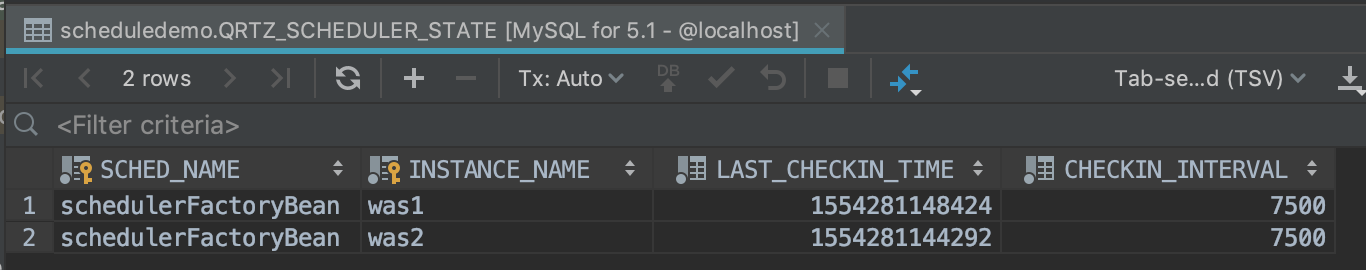 scheduledemo.QRTZ_SCHEDULER_STATE [MySQL for 5.1 - @localhost]
2 rows Tx: Auto DB Tab-se...d (TSV)
<Filter criteria>
SCHED_NAME INSTANCE_NAME LAST_CHECKIN_TIME CHECKIN_INTERVAL
1 schedulerFactoryBean was1 1554281148424 7500
2 schedulerFactoryBean was2 1554281144292 7500